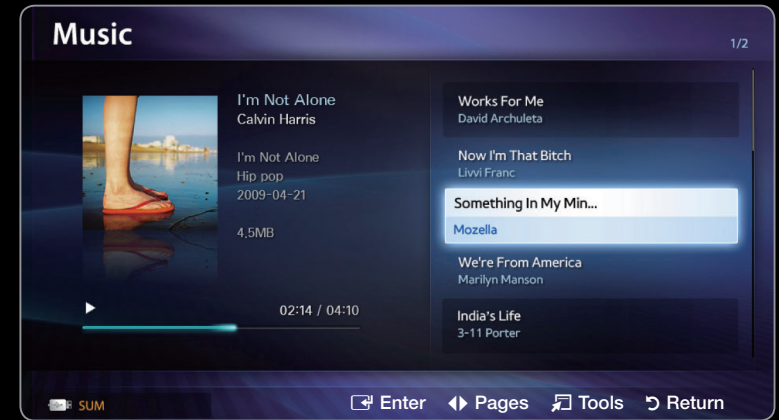 Music
1/2
I'm Not Alone
Calvin Harris
I'm Not Alone
Hip pop
2009-04-21
4,5MB
02:14 / 04:10
Works For Me
David Archuleta
Now I'm That Bitch
Livvi Franc
Something In My Min...
Mozella
We're From America
Marilyn Manson
India's Life
3-11 Porter
SUM
Enter Pages Tools Return